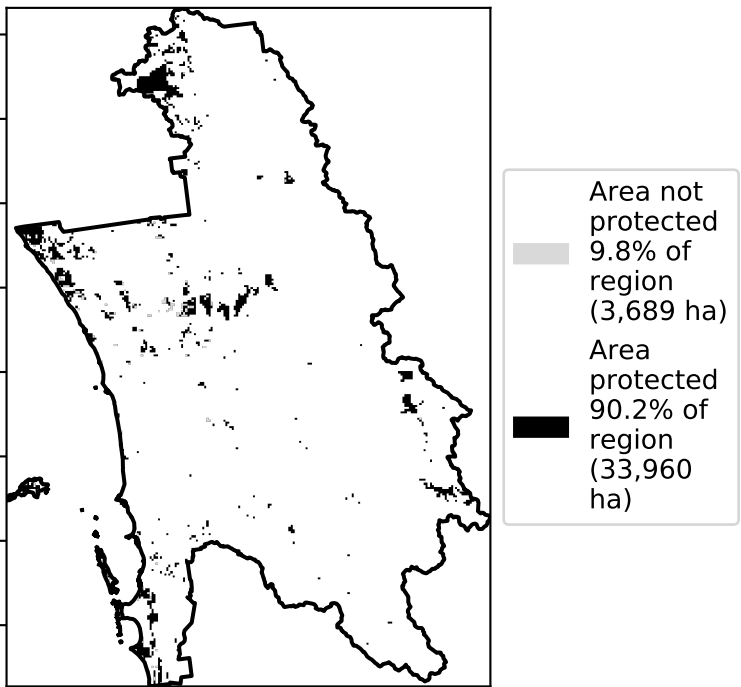 Area not
protected
9.8% of
region
(3,689 ha)
Area
protected
90.2% of
region
(33,960
ha)